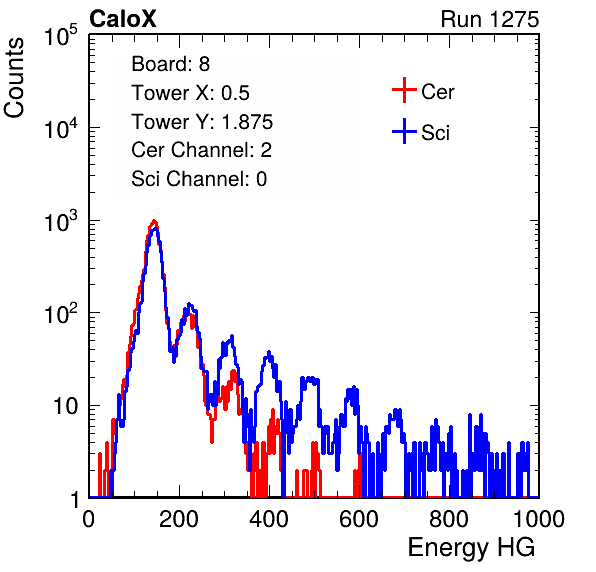 CaloX Run 1275
Counts
10^5
10^4
10^3
10^2
10
1
Board: 8
Tower X: 0.5
Tower Y: 1.875
Cer Channel: 2
Sci Channel: 0
Cer
Sci
0 200 400 600 800 1000
Energy HG